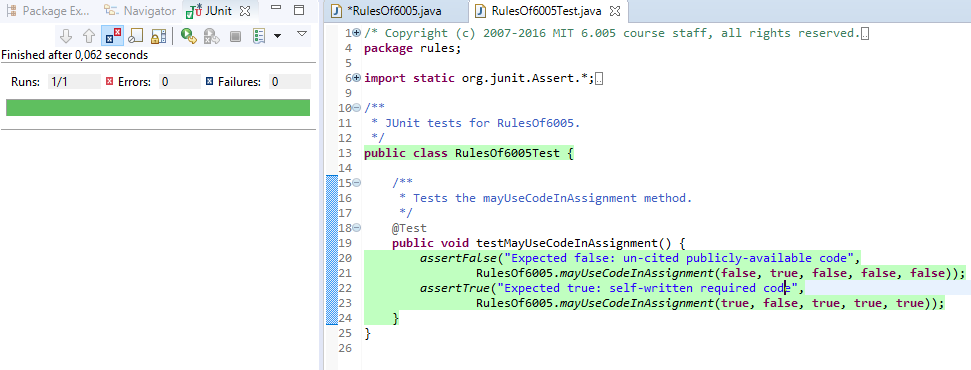 Package Ex... Navigator JUnit
Finished after 0,062 seconds
Runs: 1/1 Errors: 0 Failures: 0
*RulesOf6005.java RulesOf6005Test.java
1 /* Copyright (c) 2007-2016 MIT 6.005 course staff, all rights reserved.
4 package rules;
5
6 import static org.junit.Assert.*;
9
10 /**
11 * JUnit tests for RulesOf6005.
12 */
13 public class RulesOf6005Test {
14
15 /**
16 * Tests the mayUseCodeInAssignment method.
17 */
18 @Test
19 public void testMayUseCodeInAssignment() {
20 assertFalse("Expected false: un-cited publicly-available code",
21 RulesOf6005.mayUseCodeInAssignment(false, true, false, false, false));
22 assertTrue("Expected true: self-written required code",
23 RulesOf6005.mayUseCodeInAssignment(true, false, true, true, true));
24 }
25 }
26